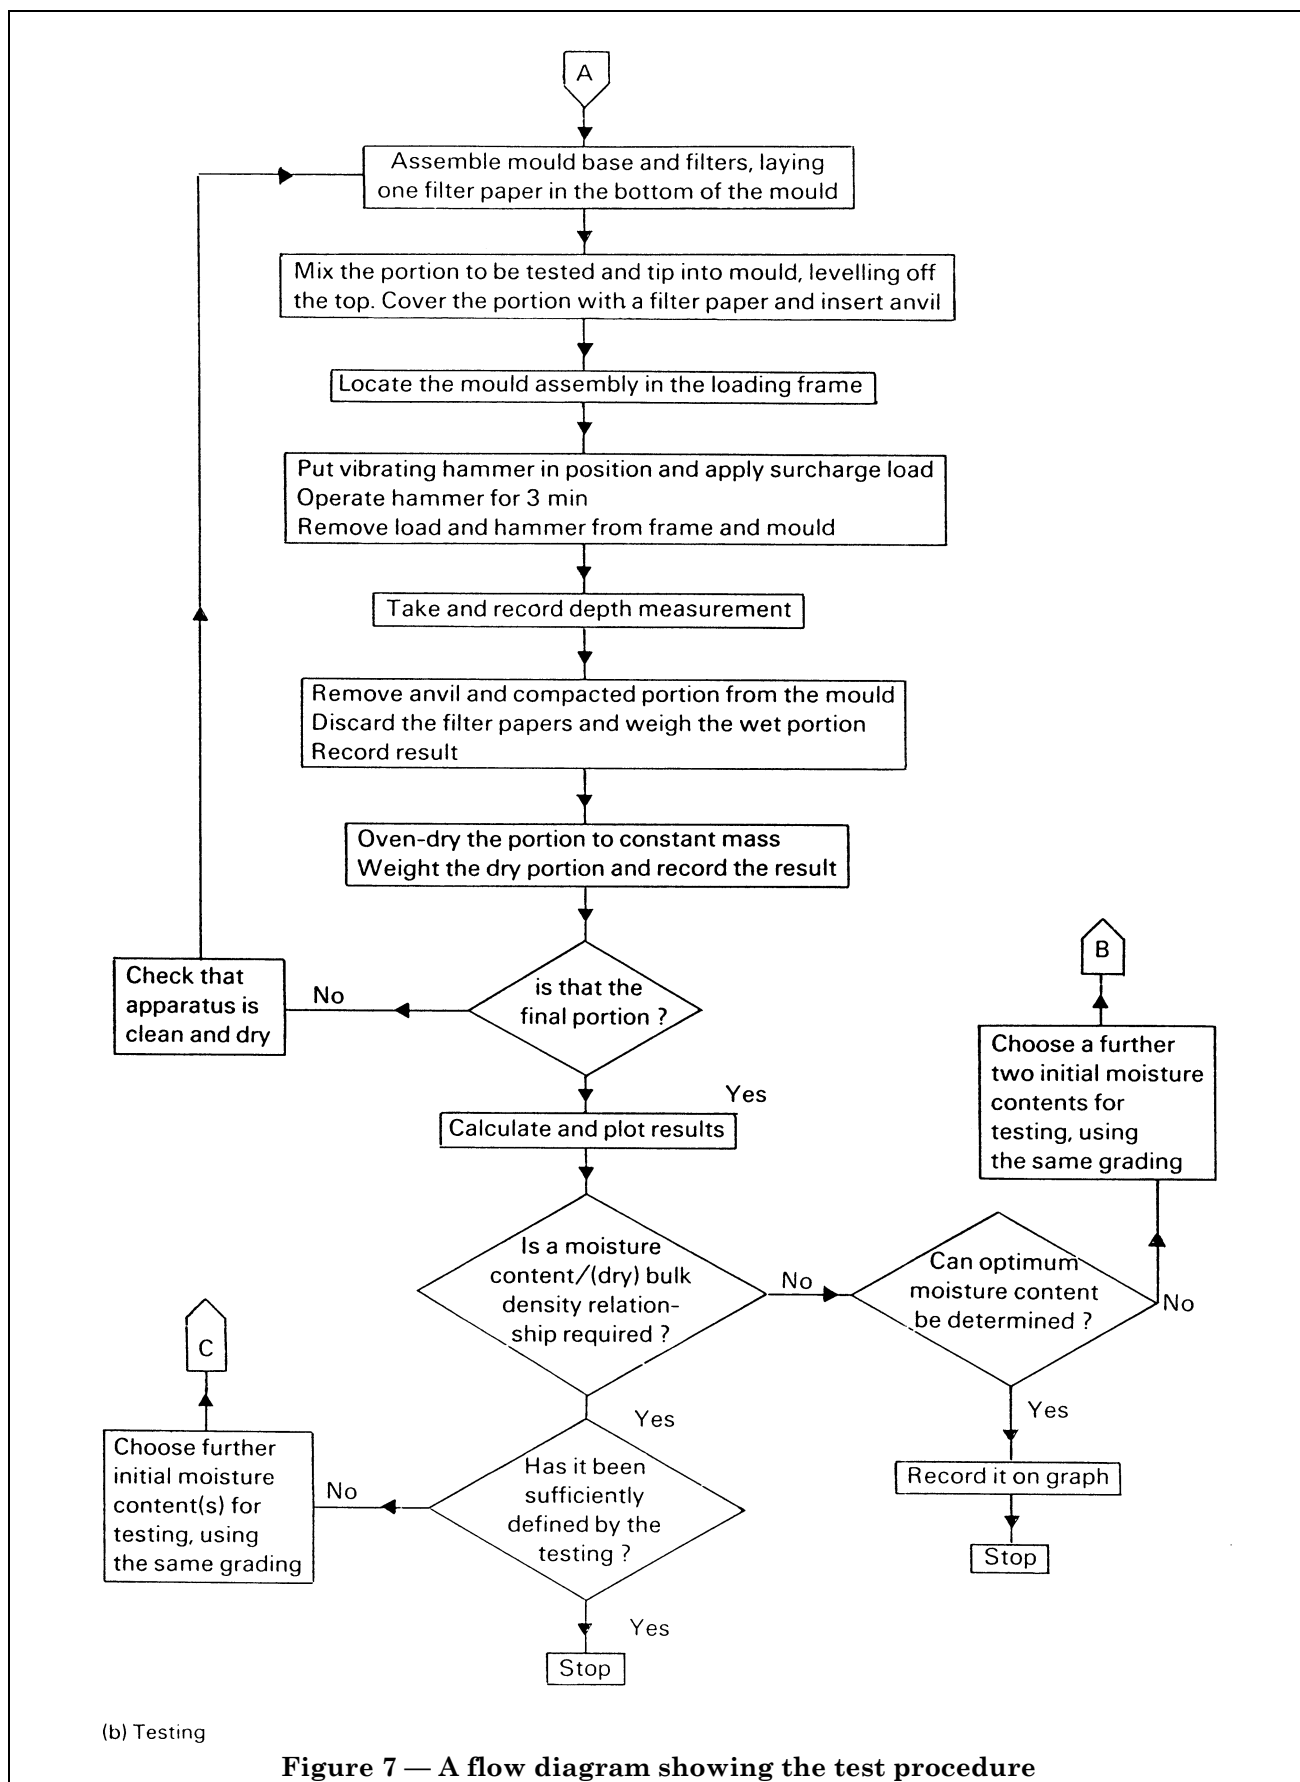 A
Assemble mould base and filters, laying
one filter paper in the bottom of the mould
Mix the portion to be tested and tip into mould, levelling off
the top. Cover the portion with a filter paper and insert anvil
Locate the mould assembly in the loading frame
Put vibrating hammer in position and apply surcharge load
Operate hammer for 3 min
Remove load and hammer from frame and mould
Take and record depth measurement
Remove anvil and compacted portion from the mould
Discard the filter papers and weigh the wet portion
Record result
Oven-dry the portion to constant mass
Weight the dry portion and record the result
is that the
final portion ?
No
Check that
apparatus is
clean and dry
Yes
Calculate and plot results
Is a moisture
content/(dry) bulk
density relation-
ship required ?
No
Can optimum
moisture content
be determined ?
No
Choose a further
two initial moisture
contents for
testing, using
the same grading
B
Yes
Record it on graph
Stop
Yes
Has it been
sufficiently
defined by the
testing ?
No
Choose further
initial moisture
content(s) for
testing, using
the same grading
C
Yes
Stop
(b) Testing
Figure 7 — A flow diagram showing the test procedure